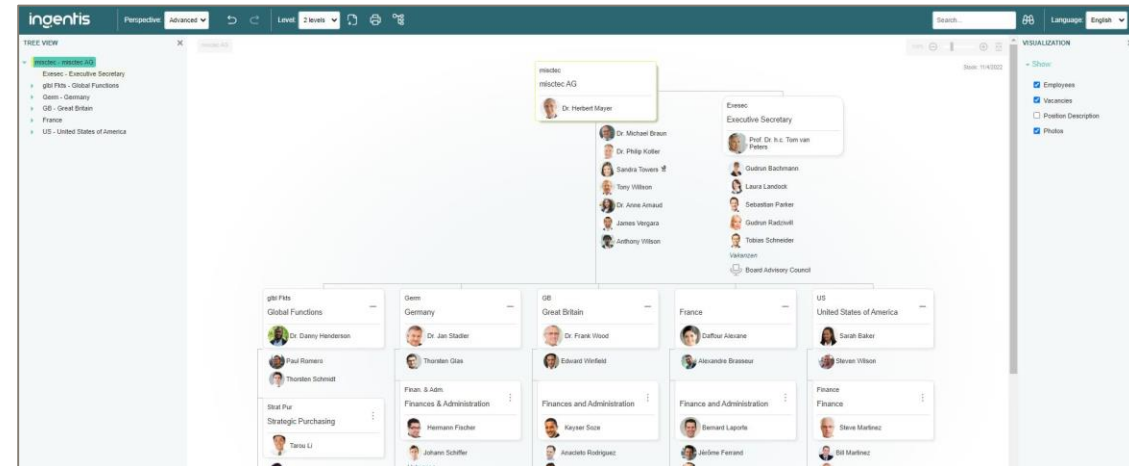 ingentis
Perspective: Advanced
Level: 2 levels
Search...
Language: English
TREE VIEW
misctec - misctec AG
Exesec - Executive Secretary
glbl Fkts - Global Functions
Germ - Germany
GB - Great Britain
France
US - United States of America
misctec AG
VISUALIZATION
Show:
Employees
Vacancies
Position Description
Photos
misctec
misctec AG
Dr. Herbert Mayer
Dr. Michael Braun
Dr. Philip Koller
Sandra Towers
Tony Willson
Dr. Anne Arnaud
James Vergara
Anthony Wilson
Exesec
Executive Secretary
Prof. Dr. h.c. Tom van
Peters
Gudrun Bachmann
Laura Landock
Sebastian Parker
Gudrun Radzivill
Tobias Schneider
Vakanzen
Board Advisory Council
glbl Fkts
Global Functions
Dr. Danny Henderson
Paul Romero
Thorsten Schmidt
Strat Pur
Strategic Purchasing
Tarou Li
Germ
Germany
Dr. Jan Stadler
Thorsten Glas
Finan. & Adm.
Finances & Administration
Hermann Fischer
Johann Schiffer
GB
Great Britain
Dr. Frank Wood
Edward Winfield
Finances and Administration
Keyser Soze
Anacleto Rodriguez
France
Daffour Alexane
Alexandre Brasseur
Finance and Administration
Bernard Laporte
Jérôme Ferrand
US
United States of America
Sarah Baker
Steven Wilson
Finance
Finance
Steve Martinez
Bill Martinez